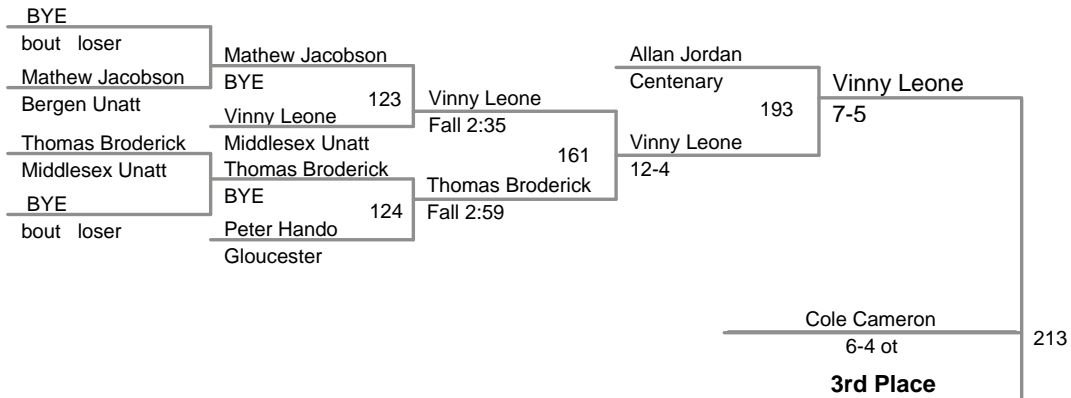 BYE
bout loser
Mathew Jacobson
Bergen Unatt
Thomas Broderick
Middlesex Unatt
BYE
bout loser
Mathew Jacobson
BYE
123
Vinny Leone
Middlesex Unatt
Thomas Broderick
BYE
124
Peter Hando
Gloucester
Vinny Leone
Fall 2:35
161
Thomas Broderick
Fall 2:59
Allan Jordan
Centenary
193
Vinny Leone
12-4
Vinny Leone
7-5
Cole Cameron
213
6-4 ot
3rd Place